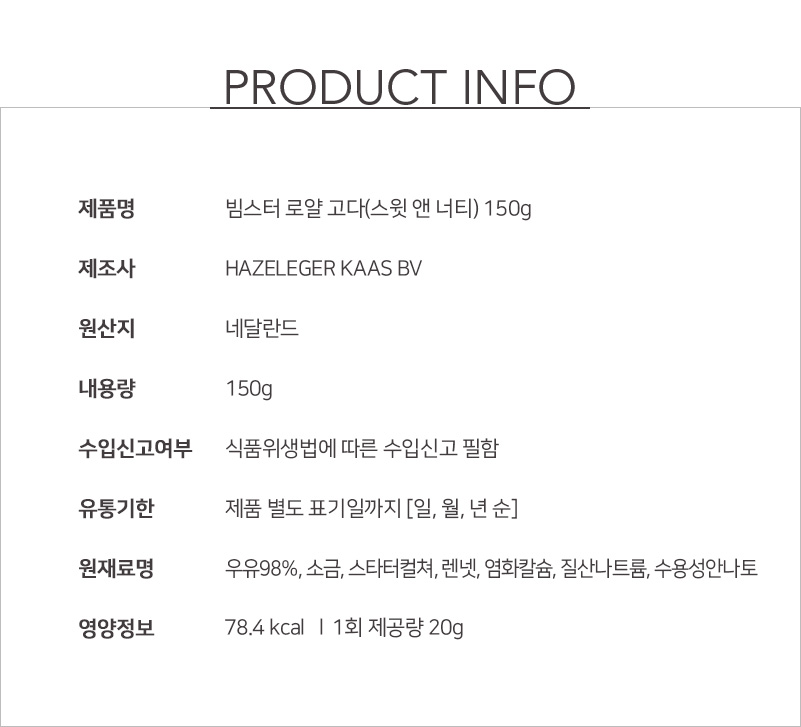 PRODUCT INFO
제품명 빔스터 로얄 고다(스윗 앤 너티) 150g
제조사 HAZELEGER KAAS BV
원산지 네달란드
내용량 150g
수입신고여부 식품위생법에 따른 수입신고 필함
유통기한 제품 별도 표기일까지 [일, 월, 년 순]
원재료명 우유98%, 소금, 스타터컬쳐, 렌넷, 염화칼슘, 질산나트륨, 수용성안나토
영양정보 78.4 kcal ㅣ 1회 제공량 20g